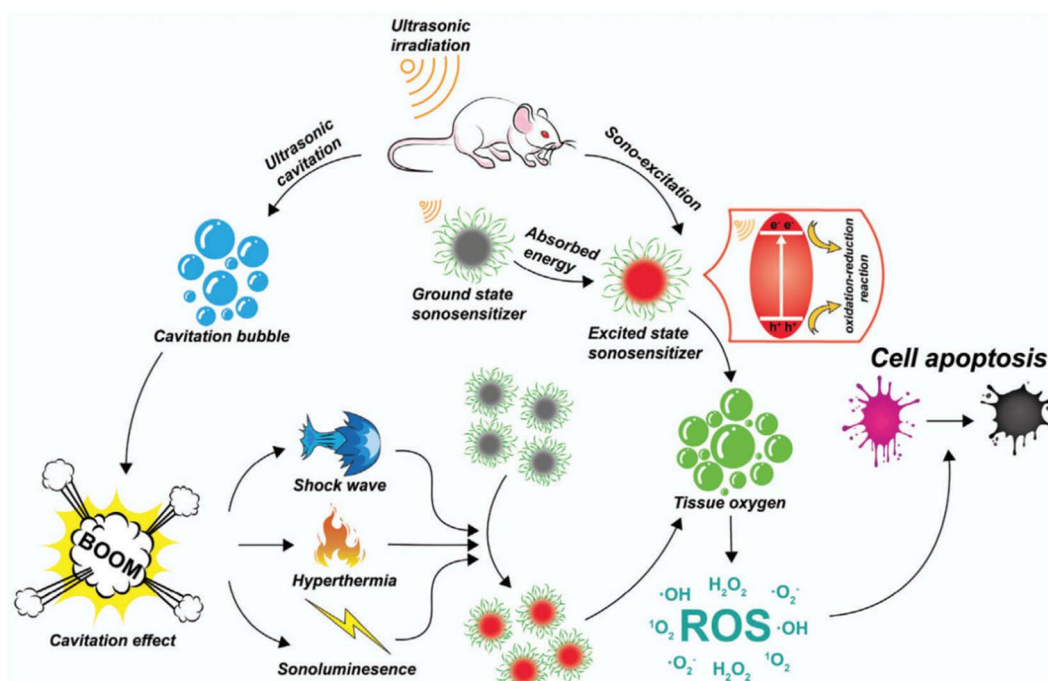 Ultrasonic
irradiation
Ultrasonic
cavitation
Sono-excitation
Absorbed
energy
Ground state
sonosensitizer
Excited state
sonosensitizer
e⁻ e⁻
h⁺ h⁺
oxidation-reduction
reaction
Cavitation bubble
Cell apoptosis
Shock wave
Tissue oxygen
BOOM
Hyperthermia
Cavitation effect
Sonoluminesence
·OH H₂O₂ ·O₂⁻
¹O₂ ROS ·OH
·O₂⁻ H₂O₂ ¹O₂